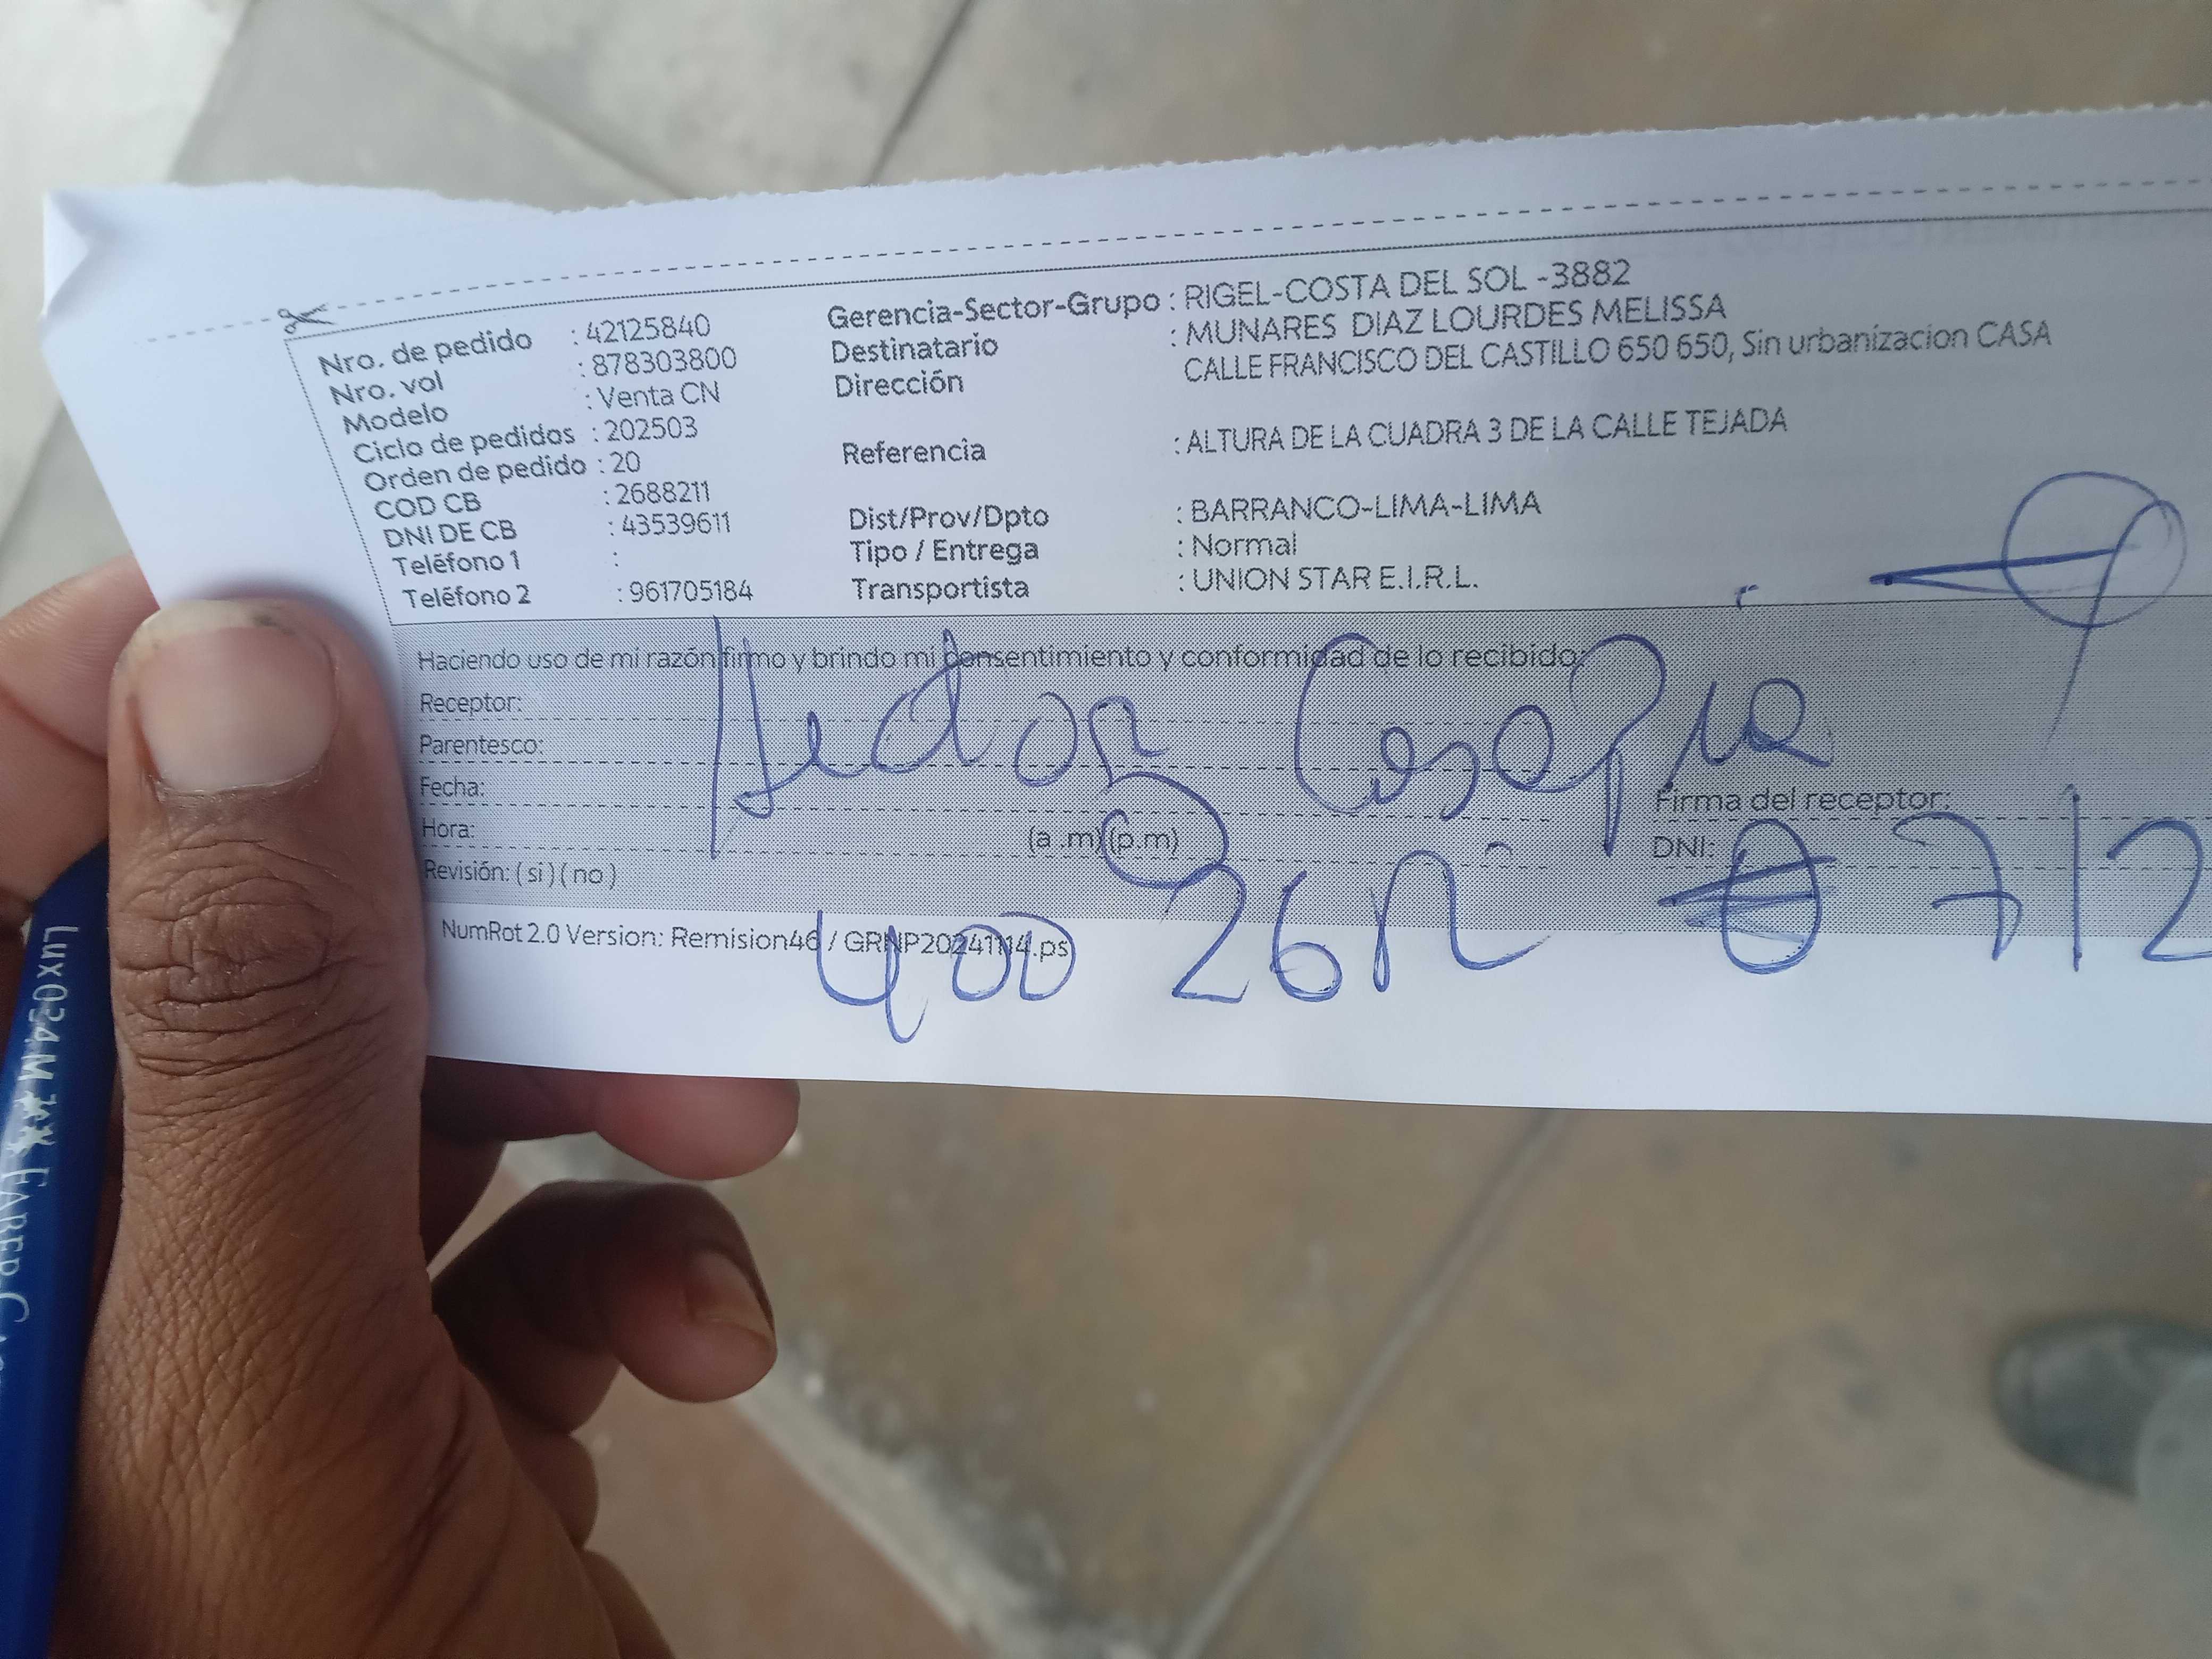 Nro. de pedido : 42125840
Nro. vol : 878303800
Modelo : Venta CN
Ciclo de pedidos : 202503
Orden de pedido : 20
COD CB : 2688211
DNI DE CB : 43539611
Teléfono 1 :
Teléfono 2 : 961705184
Gerencia-Sector-Grupo : RIGEL-COSTA DEL SOL -3882
Destinatario : MUNARES DIAZ LOURDES MELISSA
Dirección CALLE FRANCISCO DEL CASTILLO 650 650, Sin urbanizacion CASA
Referencia : ALTURA DE LA CUADRA 3 DE LA CALLE TEJADA
Dist/Prov/Dpto : BARRANCO-LIMA-LIMA
Tipo / Entrega : Normal
Transportista : UNION STAR E.I.R.L.
Haciendo uso de mi razón firmo y brindo mi consentimiento y conformidad de lo recibido:
Receptor:
Parentesco:
Fecha:
Hora: (a .m)(p.m)
Revisión: ( si ) ( no )
Firma del receptor:
DNI: 712
400
NumRot 2.0 Version: Remision46 / GRNP20241114.ps